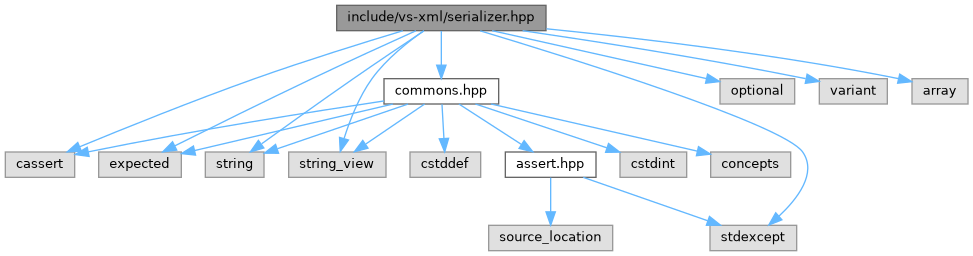 include/vs-xml/serializer.hpp
commons.hpp
optional
variant
array
cassert
expected
string
string_view
cstddef
assert.hpp
cstdint
concepts
source_location
stdexcept